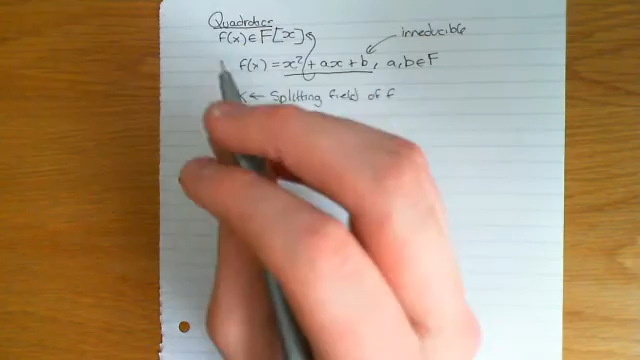 Quadratics
f(x) ∈ F[x]
irreducible
f(x) = x² + ax + b, a, b ∈ F
K ← Splitting field of f